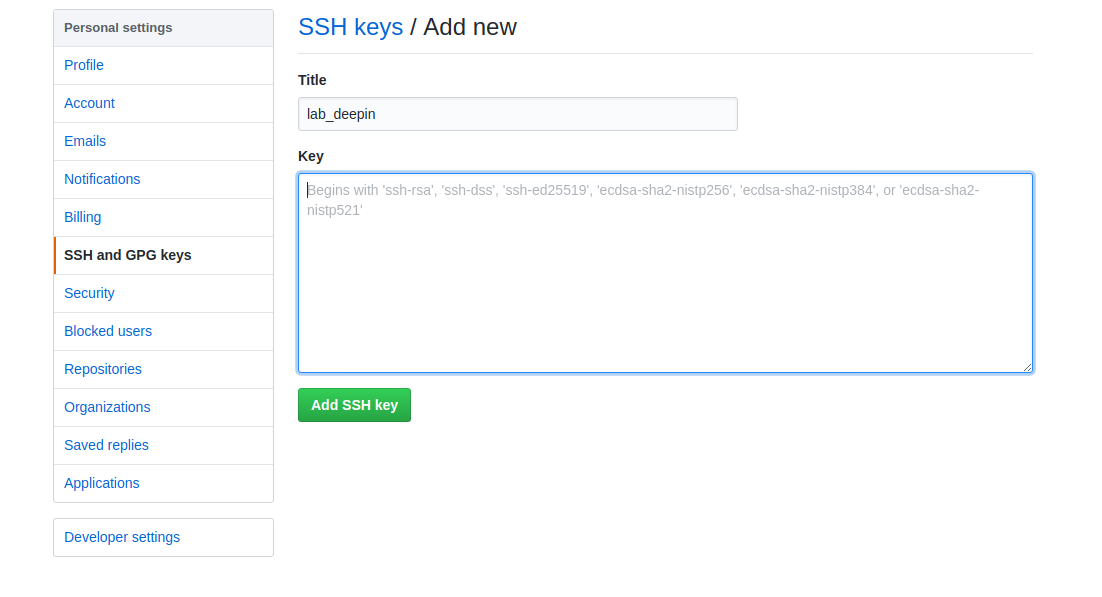 Personal settings
Profile
Account
Emails
Notifications
Billing
SSH and GPG keys
Security
Blocked users
Repositories
Organizations
Saved replies
Applications
Developer settings
SSH keys / Add new
Title
lab_deepin
Key
Begins with 'ssh-rsa', 'ssh-dss', 'ssh-ed25519', 'ecdsa-sha2-nistp256', 'ecdsa-sha2-nistp384', or 'ecdsa-sha2-
nistp521'
Add SSH key